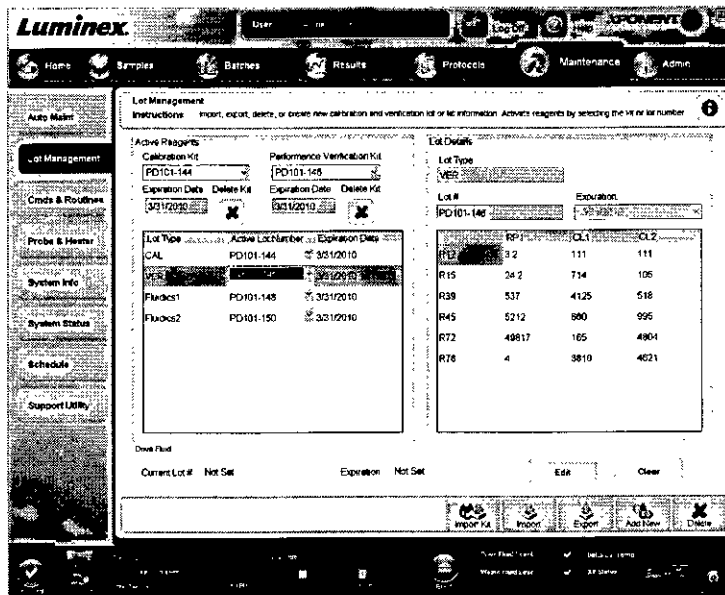 Luminex.
User
Log Out
Help
XPONENT
Home
Samples
Batches
Results
Protocols
Maintenance
Admin
Auto Maint
Lot Management
Cmds & Routines
Probe & Heater
System Info
System Status
Schedule
Support Utility
Lot Management
Instructions
Import, export, delete, or create new calibration and verification lot or kit information. Activate reagents by selecting the kit or lot number
Active Reagents
Calibration Kit
Performance Verification Kit
PD101-144
PD101-146
Expiration Date Delete Kit
Expiration Date Delete Kit
3/31/2010
3/31/2010
Lot Type Active Lot Number Expiration Date
CAL PD101-144 3/31/2010
VER 3/31/2010
Fluidics1 PD101-148 3/31/2010
Fluidics2 PD101-150 3/31/2010
Lot Details
Lot Type
VER
Lot #
Expiration
PD101-146
RP1 CL1 CL2
R12 3.2 111 111
R15 24.2 714 105
R39 537 4125 518
R45 5212 660 995
R72 49817 165 4804
R78 4 3810 4621
Drive Fluid
Current Lot # Not Set
Expiration Not Set
Edit
Clear
Import Kit
Import
Export
Add New
Delete